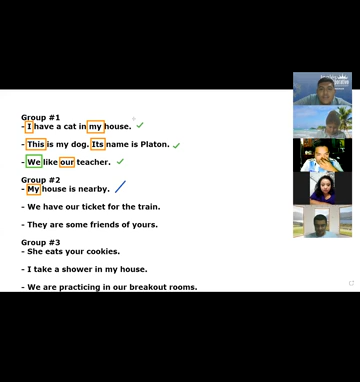 Group #1
- I have a cat in my house.
- This is my dog. Its name is Platon.
- We like our teacher.
Group #2
- My house is nearby.
- We have our ticket for the train.
- They are some friends of yours.
Group #3
- She eats your cookies.
- I take a shower in my house.
- We are practicing in our breakout rooms.